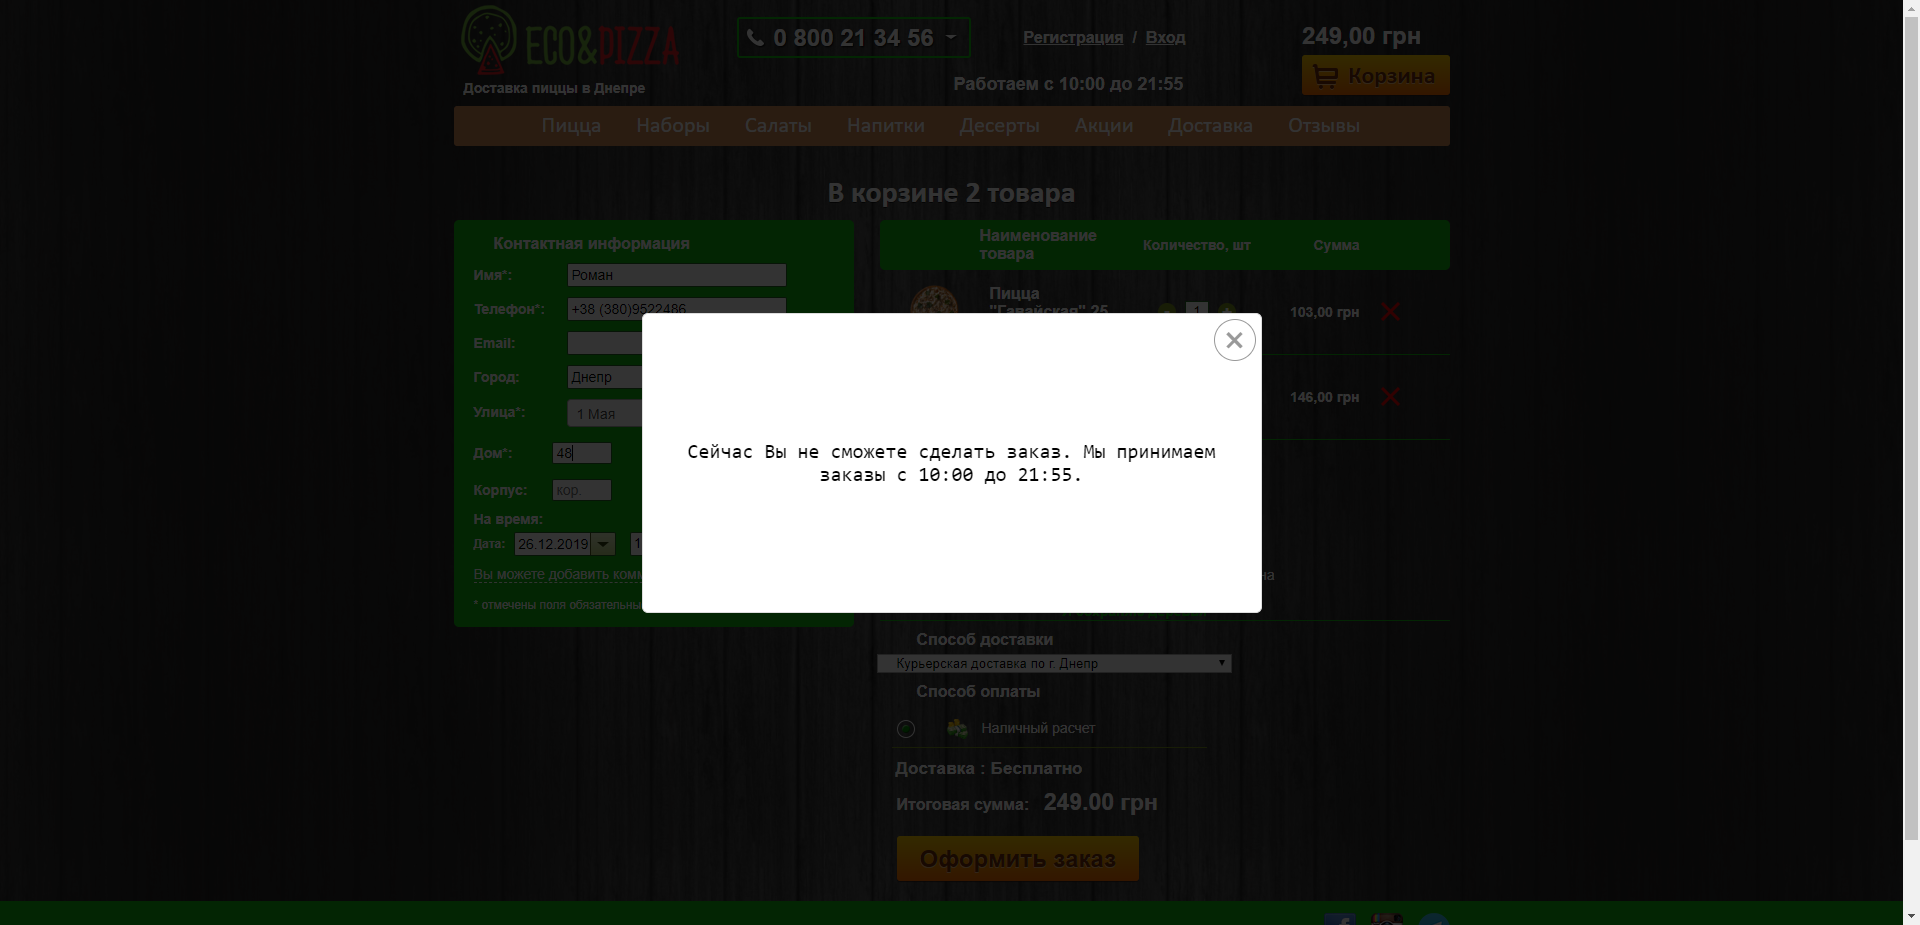 ECO&PIZZA
Доставка пиццы в Днепре
0 800 21 34 56
Регистрация / Вход
Работаем с 10:00 до 21:55
249,00 грн
Корзина
Пицца Наборы Салаты Напитки Десерты Акции Доставка Отзывы
В корзине 2 товара
Контактная информация
Имя*: Роман
Телефон*: +38 (380)9522486
Email:
Город: Днепр
Улица*: 1 Мая
Дом*: 48
Корпус: кор.
На время:
Дата: 26.12.2019
Вы можете добавить
* отмечены поля
Наименование
товара
Количество, шт
Сумма
Пицца
"Гавайская" 25
1
103,00 грн
146,00 грн
Сейчас Вы не сможете сделать заказ. Мы принимаем
заказы с 10:00 до 21:55.
Способ доставки
Курьерская доставка по г. Днепр
Способ оплаты
Наличный расчет
Доставка : Бесплатно
Итоговая сумма: 249.00 грн
Оформить заказ